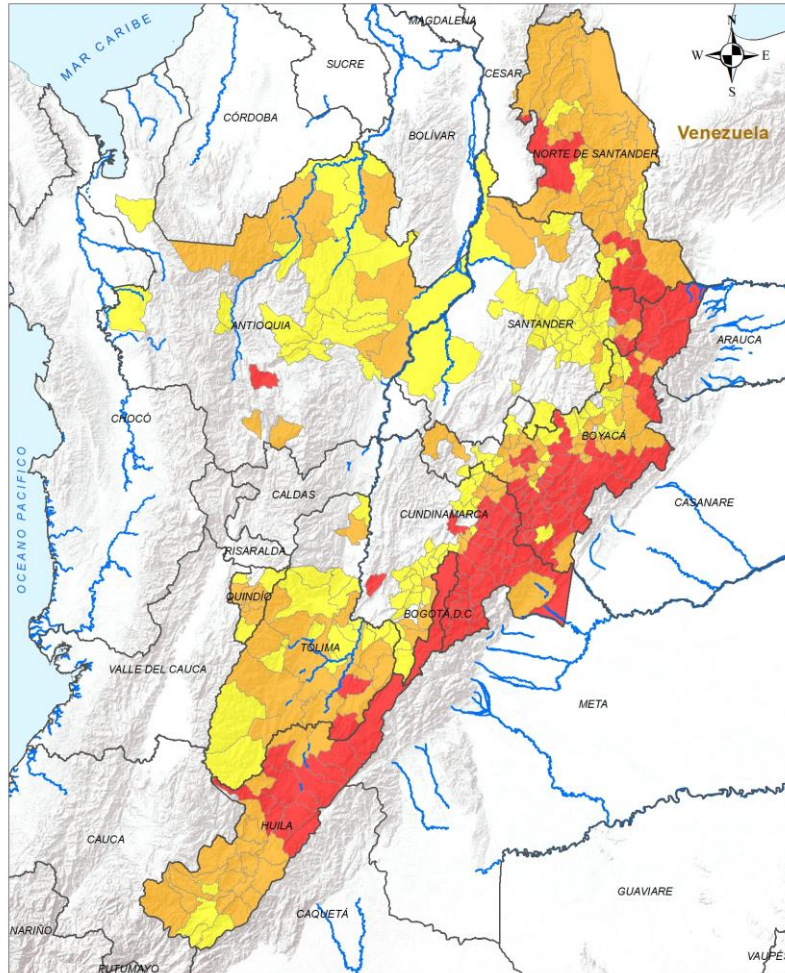 MAGDALENA
N
MAR CARIBE
W
E
SUCRE
CESAR
S
CÓRDOBA
BOLÍVAR
Venezuela
NORTE DE SANTANDER
ANTIOQUIA
SANTANDER
ARAUCA
CHOCÓ
BOYACÁ
OCEANO PACIFICO
CALDAS
CASANARE
CUNDINAMARCA
RISARALDA
QUINDÍO
BOGOTÁ,D.C
TOLIMA
VALLE DEL CAUCA
META
CAUCA
HUILA
GUAVIARE
CAQUETÁ
NARIÑO
PUTUMAYO
VAUPÉS